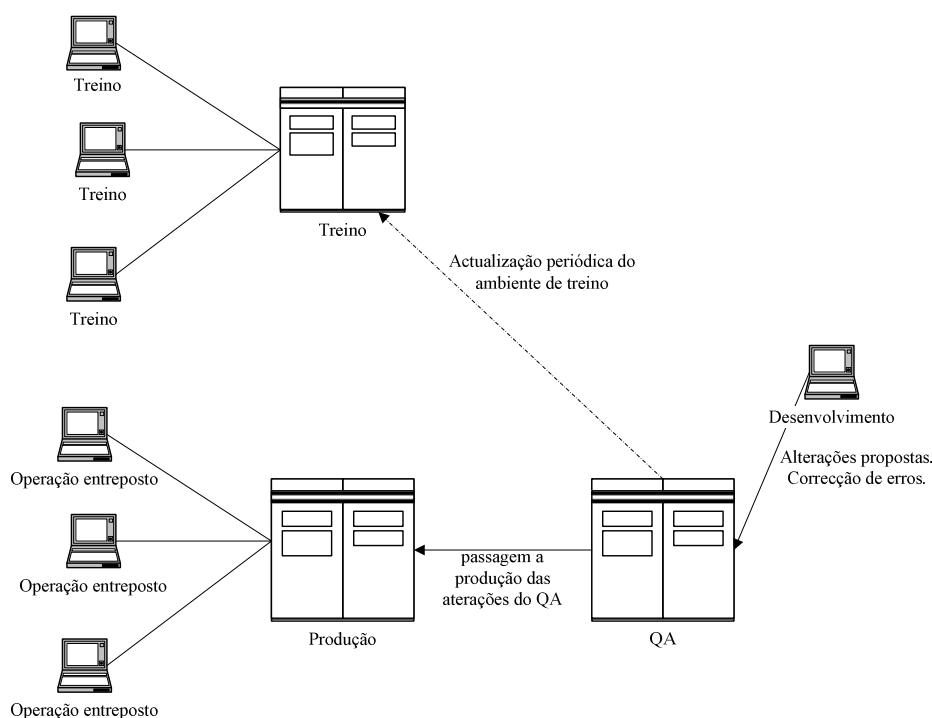 Treino
Treino
Treino
Treino
Actualização periódica do
ambiente de treino
Desenvolvimento
Alterações propostas.
Correcção de erros.
Operação entreposto
Operação entreposto
Operação entreposto
passagem a
produção das
aterações do QA
Produção
QA